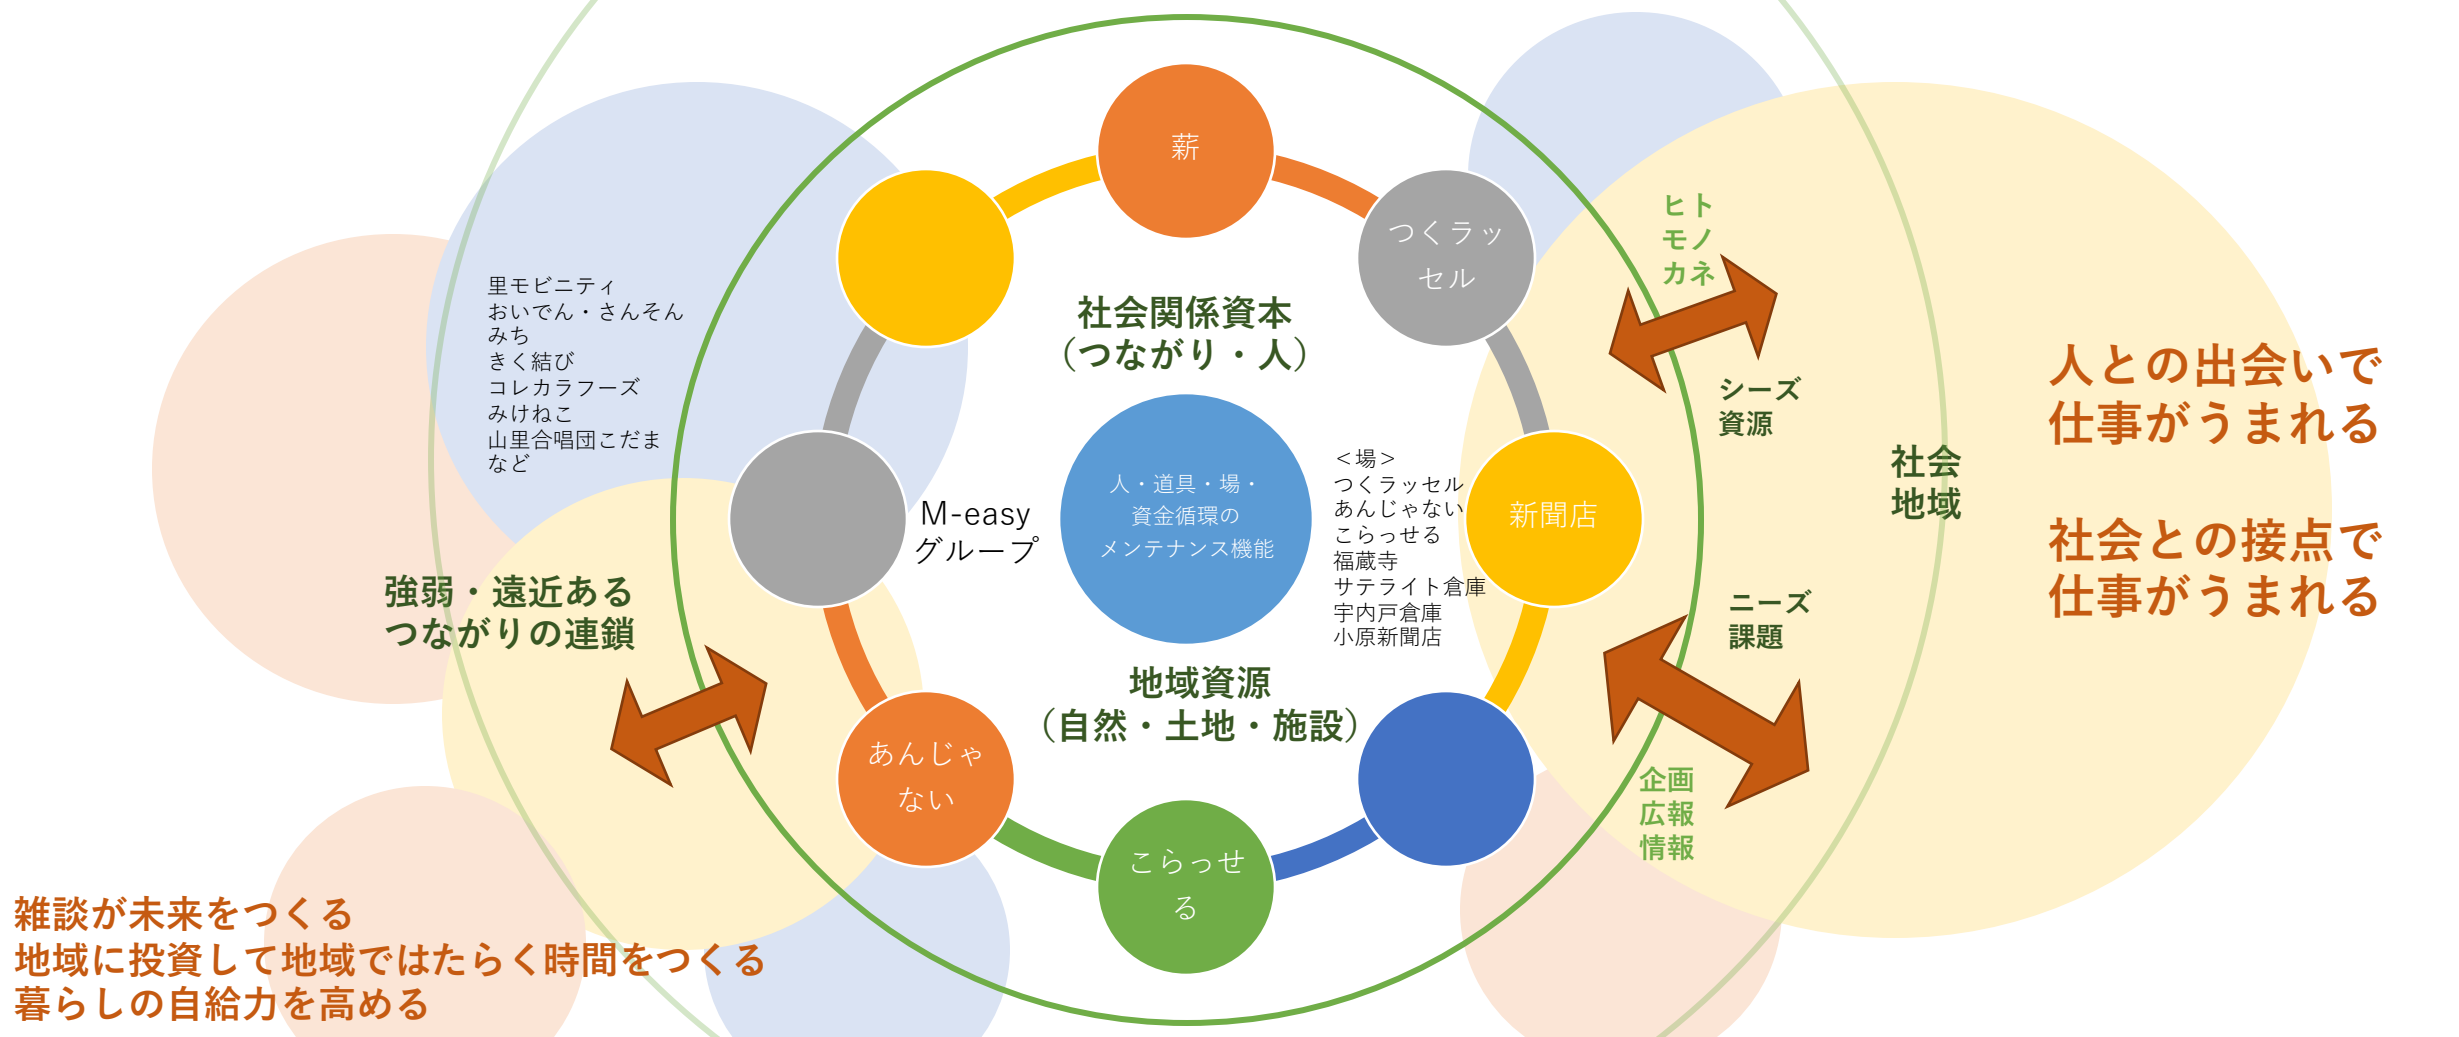 薪
つくラッ
セル
ヒト
モノ
カネ
里モビニティ
おいでん・さんそん
みち
きく結び
コレカラフーズ
みけねこ
山里合唱団こだま
など
社会関係資本
（つながり・人）
シーズ
資源
人との出会いで
仕事がうまれる
社会
地域
人・道具・場・
資金循環の
メンテナンス機能
M-easy
グループ
＜場＞
つくラッセル
あんじゃない
こらっせる
福蔵寺
サテライト倉庫
宇内戸倉庫
小原新聞店
新聞店
社会との接点で
仕事がうまれる
強弱・遠近ある
つながりの連鎖
ニーズ
課題
地域資源
（自然・土地・施設）
あんじゃ
ない
企画
広報
情報
こらっせ
る
雑談が未来をつくる
地域に投資して地域ではたらく時間をつくる
暮らしの自給力を高める